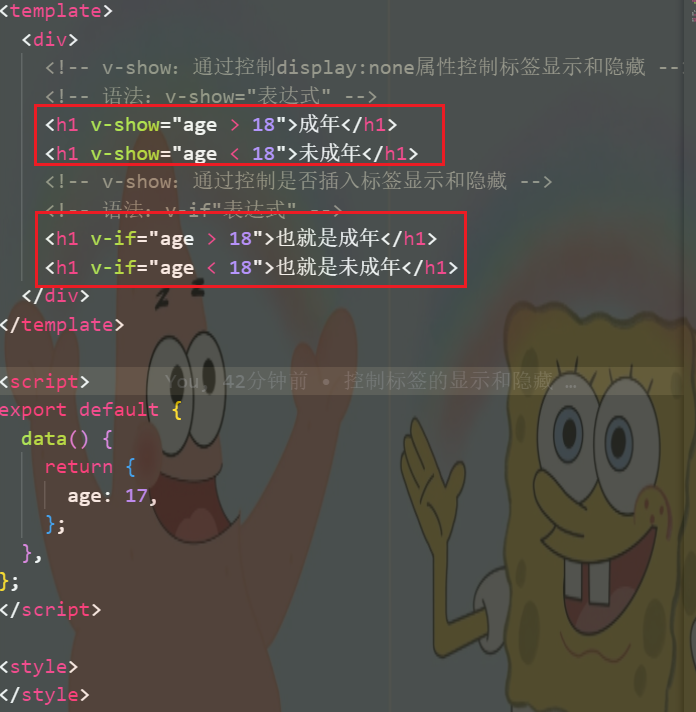 <template>
<div>
<!-- v-show：通过控制display:none属性控制标签显示和隐藏 --
<!-- 语法：v-show="表达式" -->
<h1 v-show="age > 18">成年</h1>
<h1 v-show="age < 18">未成年</h1>
<!-- v-show：通过控制是否插入标签显示和隐藏 -->
<!-- 语法：v-if"表达式" -->
<h1 v-if="age > 18">也就是成年</h1>
<h1 v-if="age < 18">也就是未成年</h1>
</div>
</template>
<script> You, 42分钟前 • 控制标签的显示和隐藏 …
export default {
data() {
return {
age: 17,
};
},
};
</script>
<style>
</style>